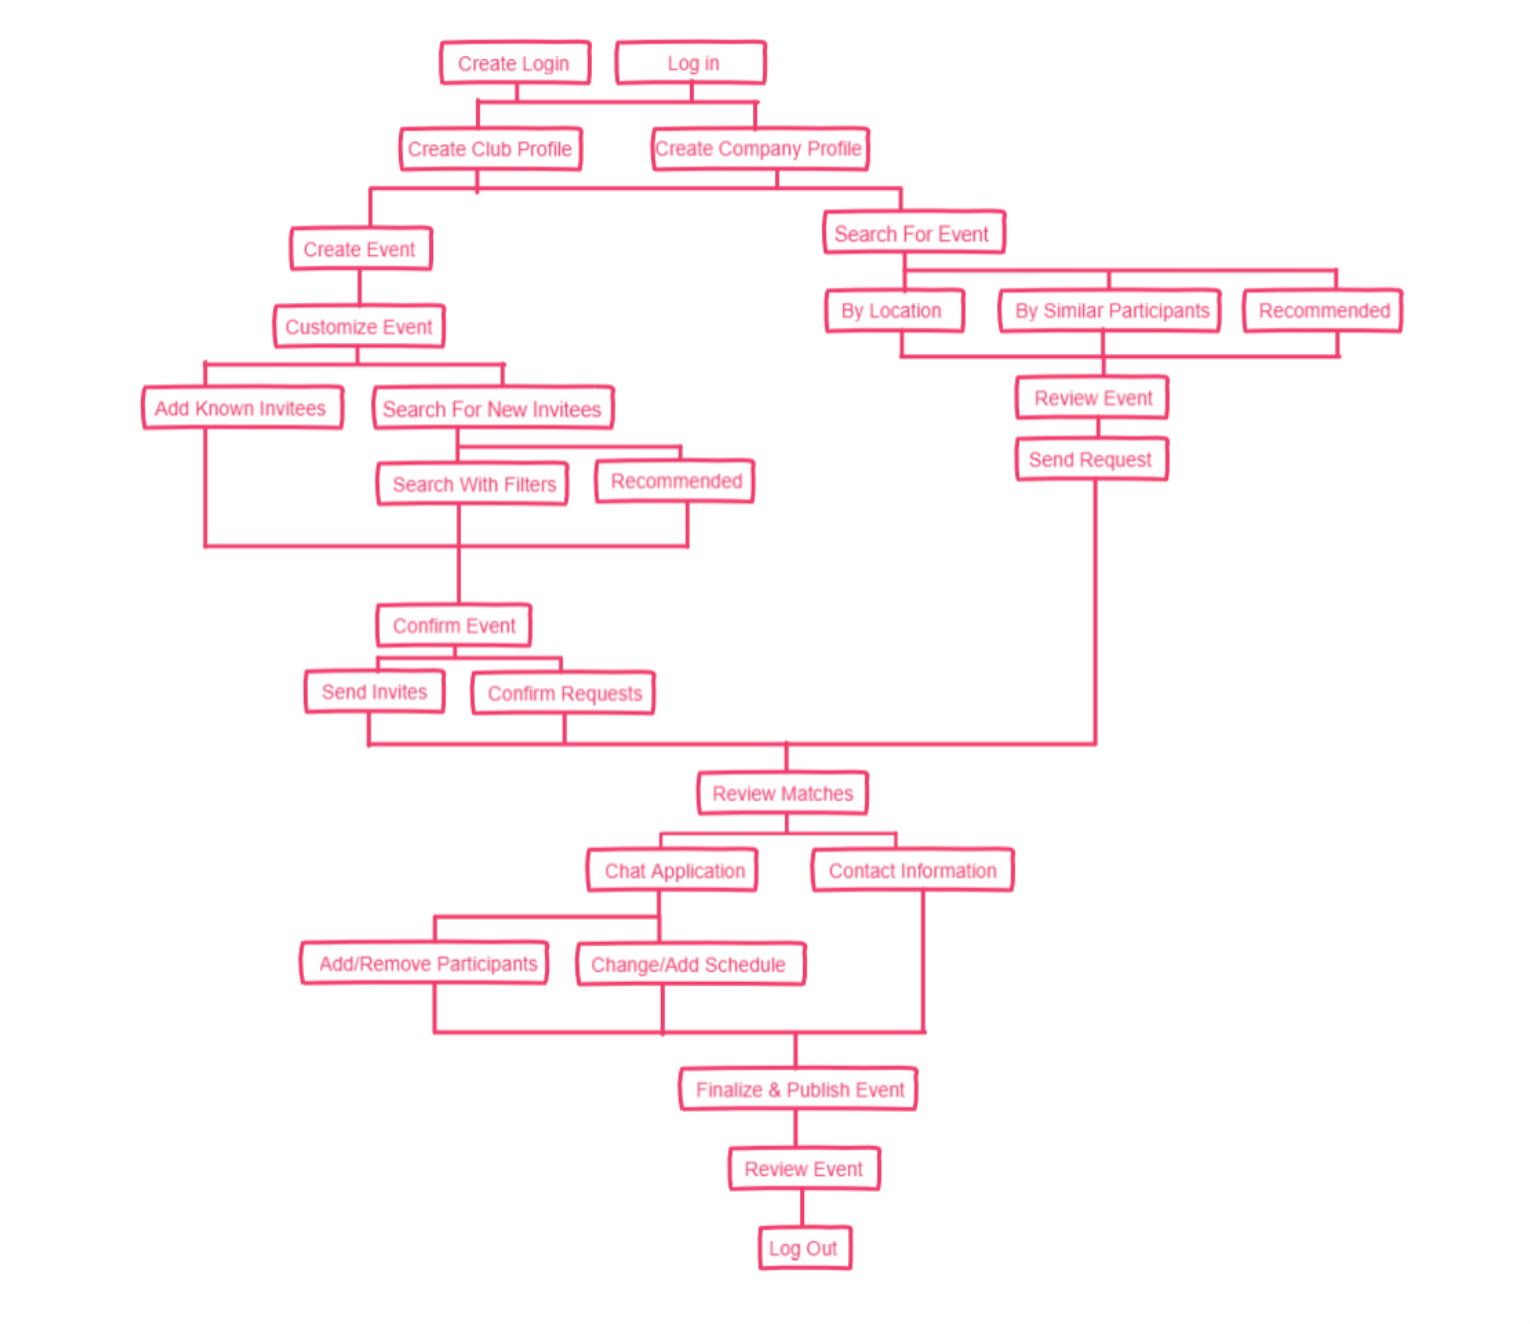 Create Login
Log in
Create Club Profile
Create Company Profile
Create Event
Search For Event
Customize Event
By Location
By Similar Participants
Recommended
Add Known Invitees
Search For New Invitees
Review Event
Send Request
Search With Filters
Recommended
Confirm Event
Send Invites
Confirm Requests
Review Matches
Chat Application
Contact Information
Add/Remove Participants
Change/Add Schedule
Finalize & Publish Event
Review Event
Log Out